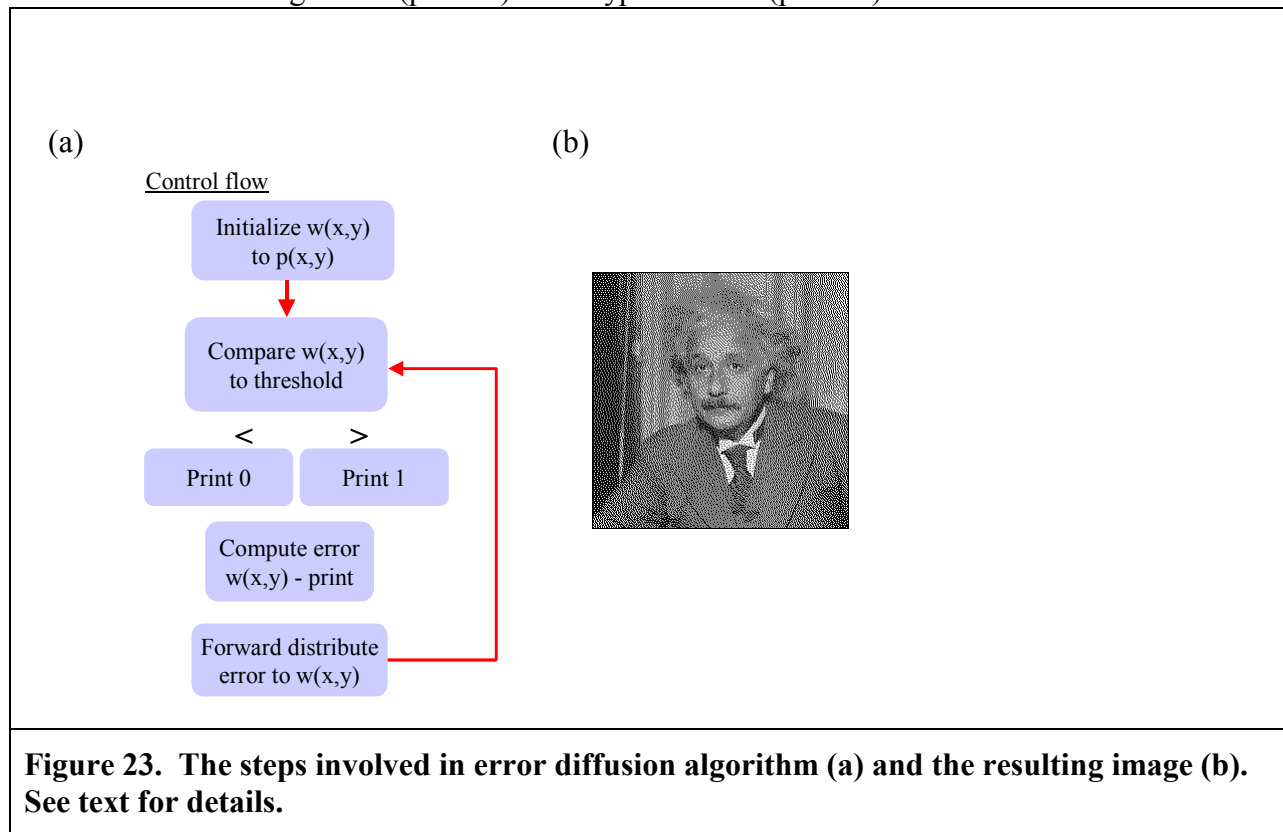 (a)
(b)
Control flow
Initialize w(x,y)
to p(x,y)
Compare w(x,y)
to threshold
< >
Print 0 Print 1
Compute error
w(x,y) - print
Forward distribute
error to w(x,y)
Figure 23. The steps involved in error diffusion algorithm (a) and the resulting image (b).
See text for details.